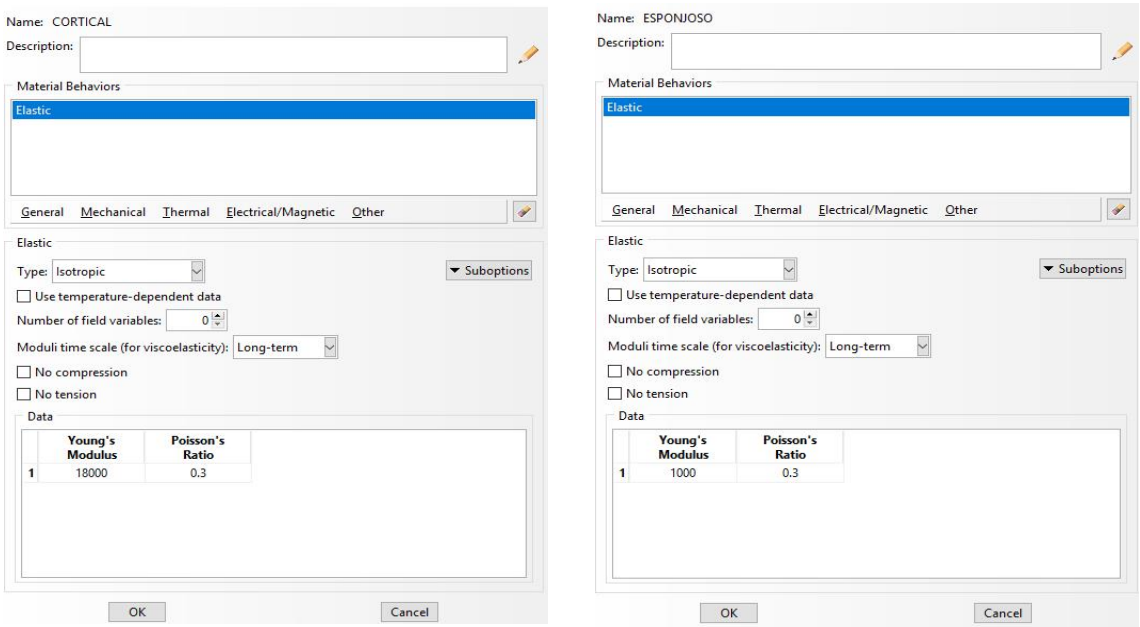 Name: CORTICAL
Description:
Material Behaviors
Elastic
General Mechanical Thermal Electrical/Magnetic Other
Elastic
Type: Isotropic
Suboptions
Use temperature-dependent data
Number of field variables: 0
Moduli time scale (for viscoelasticity): Long-term
No compression
No tension
Data
Young's Poisson's
Modulus Ratio
1 18000 0.3
OK Cancel
Name: ESPONJOSO
Description:
Material Behaviors
Elastic
General Mechanical Thermal Electrical/Magnetic Other
Elastic
Type: Isotropic
Suboptions
Use temperature-dependent data
Number of field variables: 0
Moduli time scale (for viscoelasticity): Long-term
No compression
No tension
Data
Young's Poisson's
Modulus Ratio
1 1000 0.3
OK Cancel